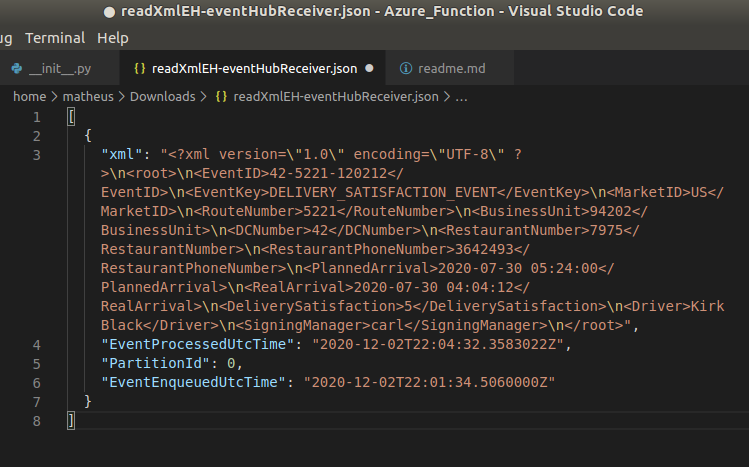 ● readXmlEH-eventHubReceiver.json - Azure_Function - Visual Studio Code
ug Terminal Help
__init__.py {} readXmlEH-eventHubReceiver.json ● readme.md
home > matheus > Downloads > {} readXmlEH-eventHubReceiver.json > ...
1 [
2 {
3 "xml": "<?xml version=\"1.0\" encoding=\"UTF-8\" ?
>\n<root>\n<EventID>42-5221-120212</
EventID>\n<EventKey>DELIVERY_SATISFACTION_EVENT</EventKey>\n<MarketID>US</
MarketID>\n<RouteNumber>5221</RouteNumber>\n<BusinessUnit>94202</
BusinessUnit>\n<DCNumber>42</DCNumber>\n<RestaurantNumber>7975</
RestaurantNumber>\n<RestaurantPhoneNumber>3642493</
RestaurantPhoneNumber>\n<PlannedArrival>2020-07-30 05:24:00</
PlannedArrival>\n<RealArrival>2020-07-30 04:04:12</
RealArrival>\n<DeliverySatisfaction>5</DeliverySatisfaction>\n<Driver>Kirk
Black</Driver>\n<SigningManager>carl</SigningManager>\n</root>",
4 "EventProcessedUtcTime": "2020-12-02T22:04:32.3583022Z",
5 "PartitionId": 0,
6 "EventEnqueuedUtcTime": "2020-12-02T22:01:34.5060000Z"
7 }
8 ]